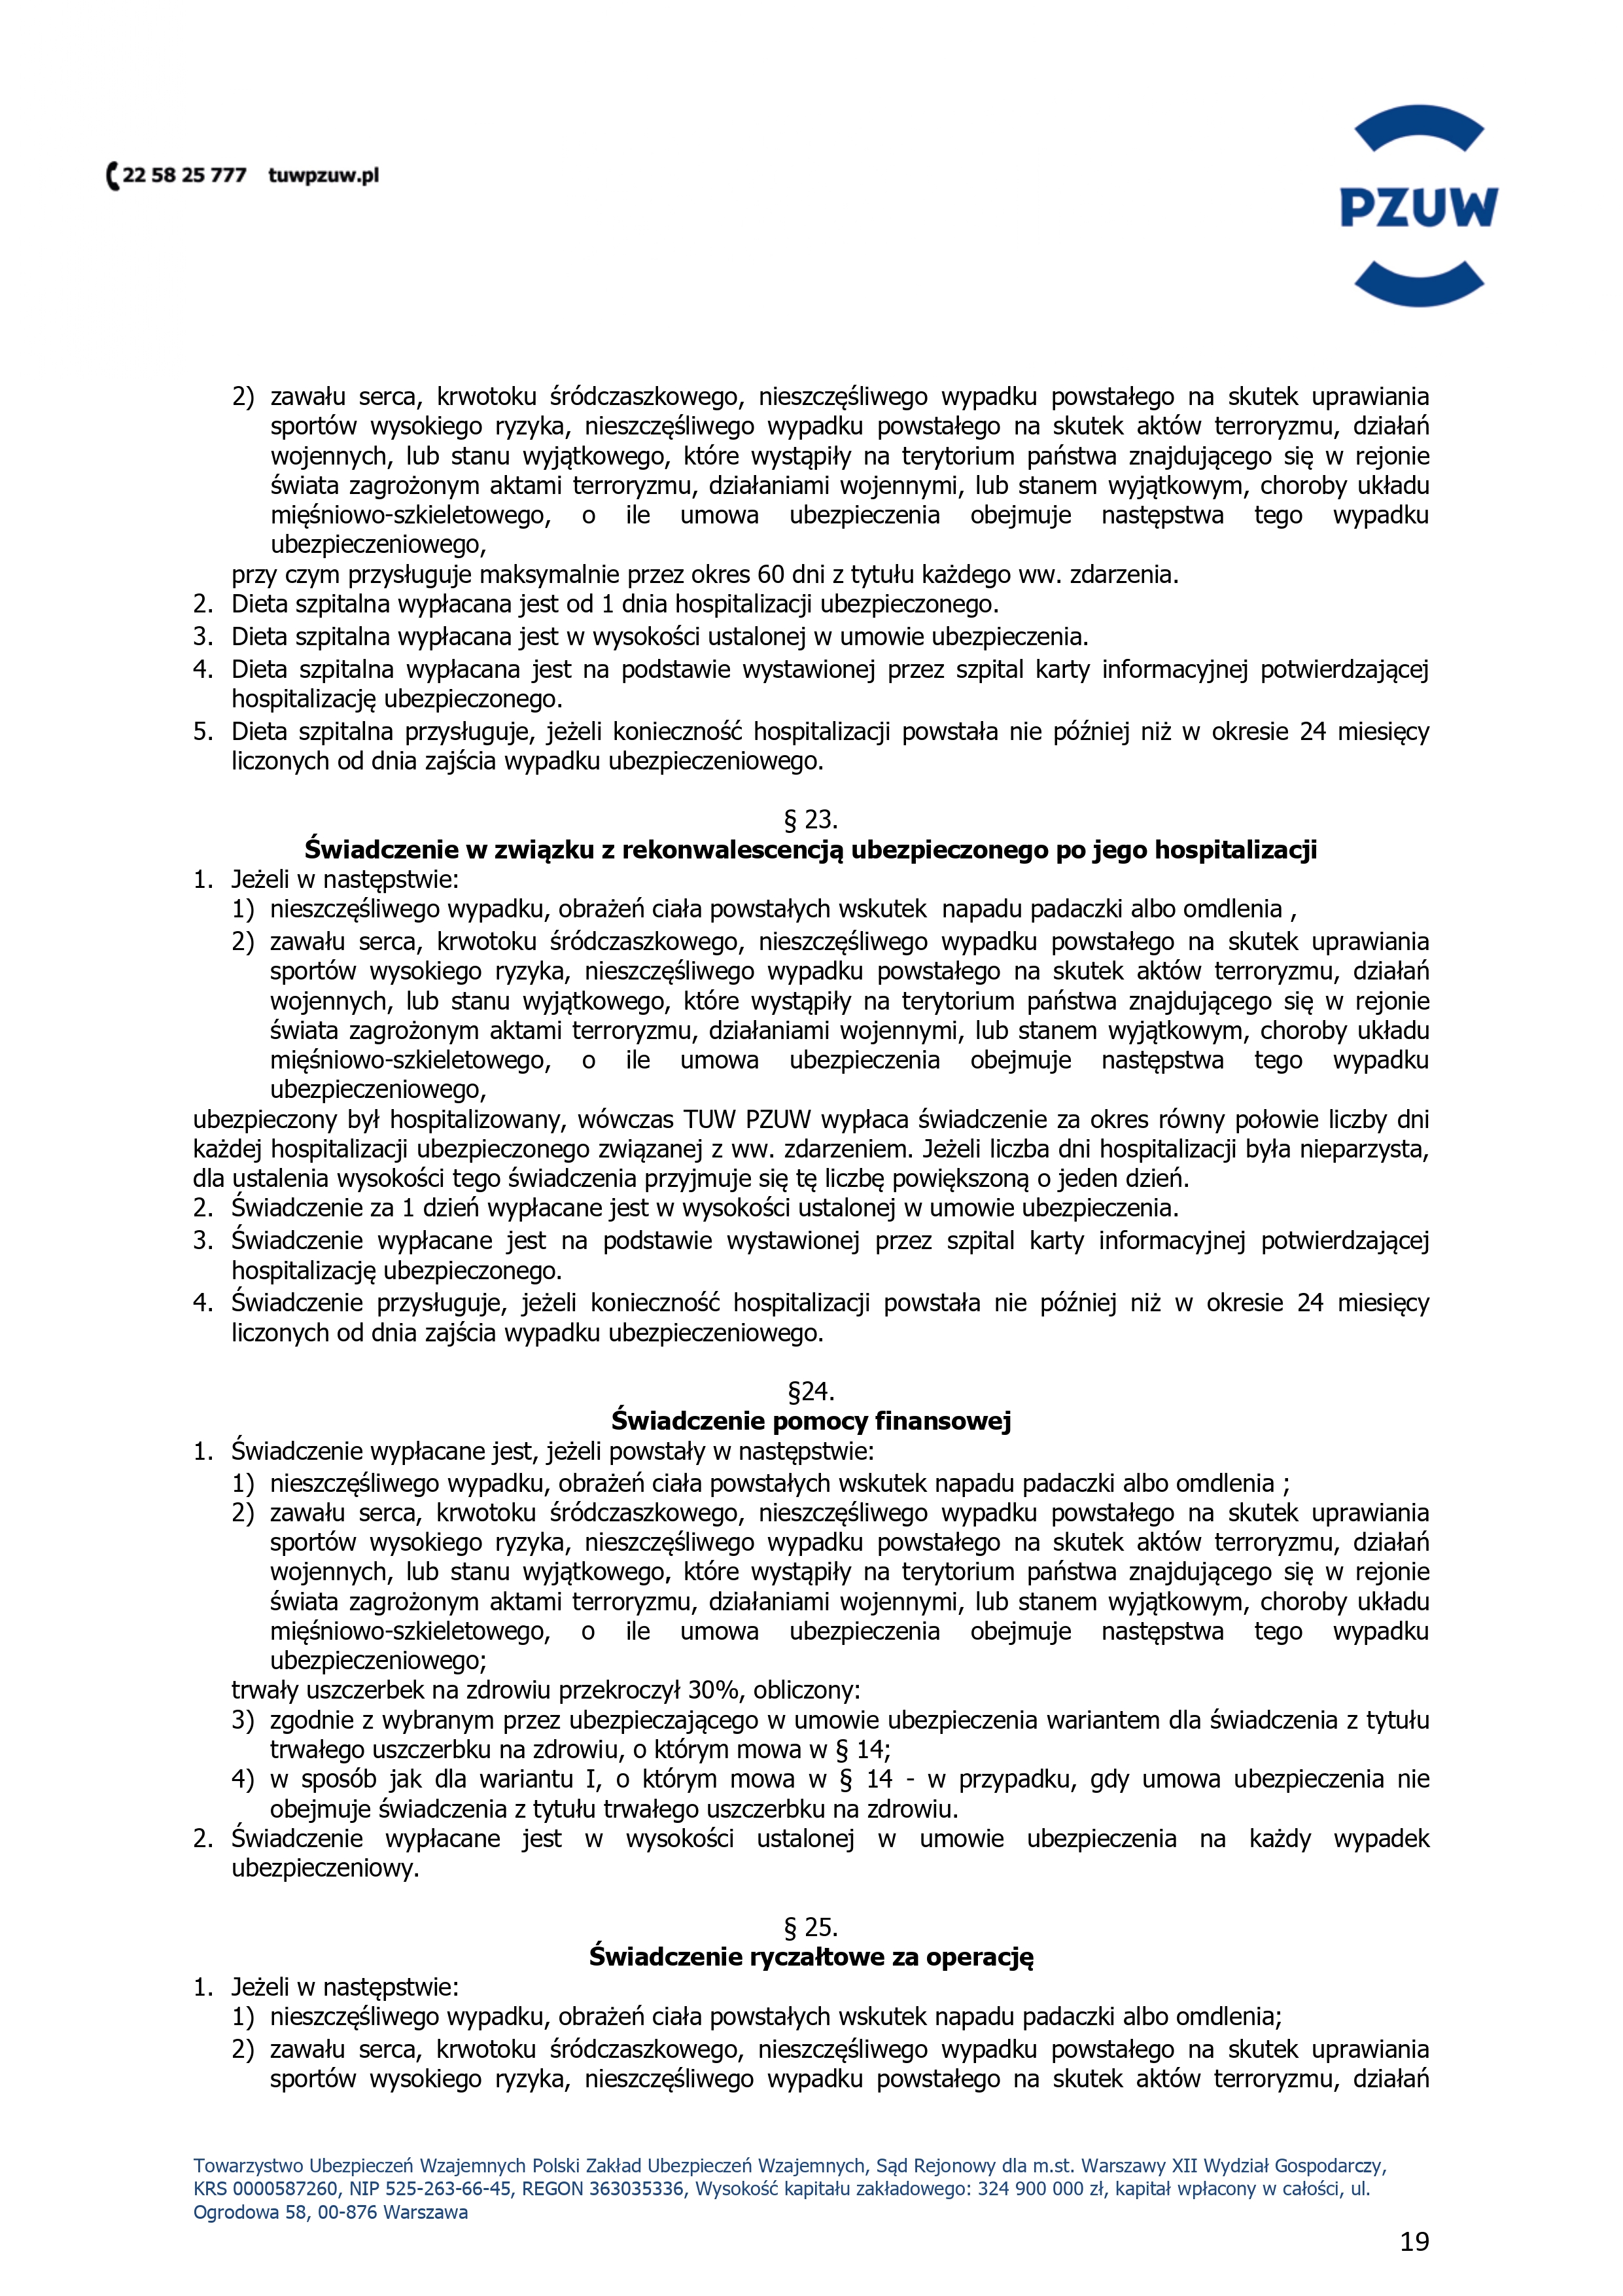 22 58 25 777 tuwpzuw.pl
PZUW
2) zawału serca, krwotoku śródczaszkowego, nieszczęśliwego wypadku powstałego na skutek uprawiania
sportów wysokiego ryzyka, nieszczęśliwego wypadku powstałego na skutek aktów terroryzmu, działań
wojennych, lub stanu wyjątkowego, które wystąpiły na terytorium państwa znajdującego się w rejonie
świata zagrożonym aktami terroryzmu, działaniami wojennymi, lub stanem wyjątkowym, choroby układu
mięśniowo-szkieletowego, o ile umowa ubezpieczenia obejmuje następstwa tego wypadku
ubezpieczeniowego,
przy czym przysługuje maksymalnie przez okres 60 dni z tytułu każdego ww. zdarzenia.
2. Dieta szpitalna wypłacana jest od 1 dnia hospitalizacji ubezpieczonego.
3. Dieta szpitalna wypłacana jest w wysokości ustalonej w umowie ubezpieczenia.
4. Dieta szpitalna wypłacana jest na podstawie wystawionej przez szpital karty informacyjnej potwierdzającej
hospitalizację ubezpieczonego.
5. Dieta szpitalna przysługuje, jeżeli konieczność hospitalizacji powstała nie później niż w okresie 24 miesięcy
liczonych od dnia zajścia wypadku ubezpieczeniowego.
§ 23.
Świadczenie w związku z rekonwalescencją ubezpieczonego po jego hospitalizacji
1. Jeżeli w następstwie:
1) nieszczęśliwego wypadku, obrażeń ciała powstałych wskutek napadu padaczki albo omdlenia ,
2) zawału serca, krwotoku śródczaszkowego, nieszczęśliwego wypadku powstałego na skutek uprawiania
sportów wysokiego ryzyka, nieszczęśliwego wypadku powstałego na skutek aktów terroryzmu, działań
wojennych, lub stanu wyjątkowego, które wystąpiły na terytorium państwa znajdującego się w rejonie
świata zagrożonym aktami terroryzmu, działaniami wojennymi, lub stanem wyjątkowym, choroby układu
mięśniowo-szkieletowego, o ile umowa ubezpieczenia obejmuje następstwa tego wypadku
ubezpieczeniowego,
ubezpieczony był hospitalizowany, wówczas TUW PZUW wypłaca świadczenie za okres równy połowie liczby dni
każdej hospitalizacji ubezpieczonego związanej z ww. zdarzeniem. Jeżeli liczba dni hospitalizacji była nieparzysta,
dla ustalenia wysokości tego świadczenia przyjmuje się tę liczbę powiększoną o jeden dzień.
2. Świadczenie za 1 dzień wypłacane jest w wysokości ustalonej w umowie ubezpieczenia.
3. Świadczenie wypłacane jest na podstawie wystawionej przez szpital karty informacyjnej potwierdzającej
hospitalizację ubezpieczonego.
4. Świadczenie przysługuje, jeżeli konieczność hospitalizacji powstała nie później niż w okresie 24 miesięcy
liczonych od dnia zajścia wypadku ubezpieczeniowego.
§24.
Świadczenie pomocy finansowej
1. Świadczenie wypłacane jest, jeżeli powstały w następstwie:
1) nieszczęśliwego wypadku, obrażeń ciała powstałych wskutek napadu padaczki albo omdlenia ;
2) zawału serca, krwotoku śródczaszkowego, nieszczęśliwego wypadku powstałego na skutek uprawiania
sportów wysokiego ryzyka, nieszczęśliwego wypadku powstałego na skutek aktów terroryzmu, działań
wojennych, lub stanu wyjątkowego, które wystąpiły na terytorium państwa znajdującego się w rejonie
świata zagrożonym aktami terroryzmu, działaniami wojennymi, lub stanem wyjątkowym, choroby układu
mięśniowo-szkieletowego, o ile umowa ubezpieczenia obejmuje następstwa tego wypadku
ubezpieczeniowego;
trwały uszczerbek na zdrowiu przekroczył 30%, obliczony:
3) zgodnie z wybranym przez ubezpieczającego w umowie ubezpieczenia wariantem dla świadczenia z tytułu
trwałego uszczerbku na zdrowiu, o którym mowa w § 14;
4) w sposób jak dla wariantu I, o którym mowa w § 14 - w przypadku, gdy umowa ubezpieczenia nie
obejmuje świadczenia z tytułu trwałego uszczerbku na zdrowiu.
2. Świadczenie wypłacane jest w wysokości ustalonej w umowie ubezpieczenia na każdy wypadek
ubezpieczeniowy.
§ 25.
Świadczenie ryczałtowe za operację
1. Jeżeli w następstwie:
1) nieszczęśliwego wypadku, obrażeń ciała powstałych wskutek napadu padaczki albo omdlenia;
2) zawału serca, krwotoku śródczaszkowego, nieszczęśliwego wypadku powstałego na skutek uprawiania
sportów wysokiego ryzyka, nieszczęśliwego wypadku powstałego na skutek aktów terroryzmu, działań
Towarzystwo Ubezpieczeń Wzajemnych Polski Zakład Ubezpieczeń Wzajemnych, Sąd Rejonowy dla m.st. Warszawy XII Wydział Gospodarczy,
KRS 0000587260, NIP 525-263-66-45, REGON 363035336, Wysokość kapitału zakładowego: 324 900 000 zł, kapitał wpłacony w całości, ul.
Ogrodowa 58, 00-876 Warszawa
19